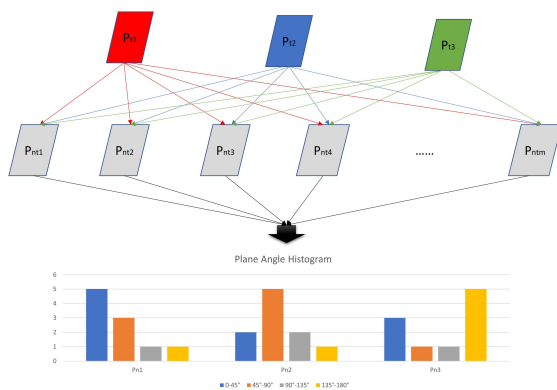 Pt1 Pt2 Pt3
Pnt1 Pnt2 Pnt3 Pnt4 ...... Pntm
Plane Angle Histogram
6
5
4
3
2
1
0
Pn1 Pn2 Pn3
0-45° 45°-90° 90°-135° 135°-180°